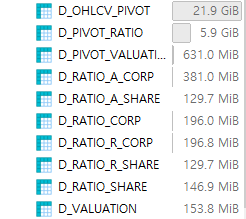 D_OHLCV_PIVOT 21.9 GiB
D_PIVOT_RATIO 5.9 GiB
D_PIVOT_VALUATI... 631.0 MiB
D_RATIO_A_CORP 381.0 MiB
D_RATIO_A_SHARE 129.7 MiB
D_RATIO_CORP 196.0 MiB
D_RATIO_R_CORP 196.8 MiB
D_RATIO_R_SHARE 129.7 MiB
D_RATIO_SHARE 146.9 MiB
D_VALUATION 153.8 MiB